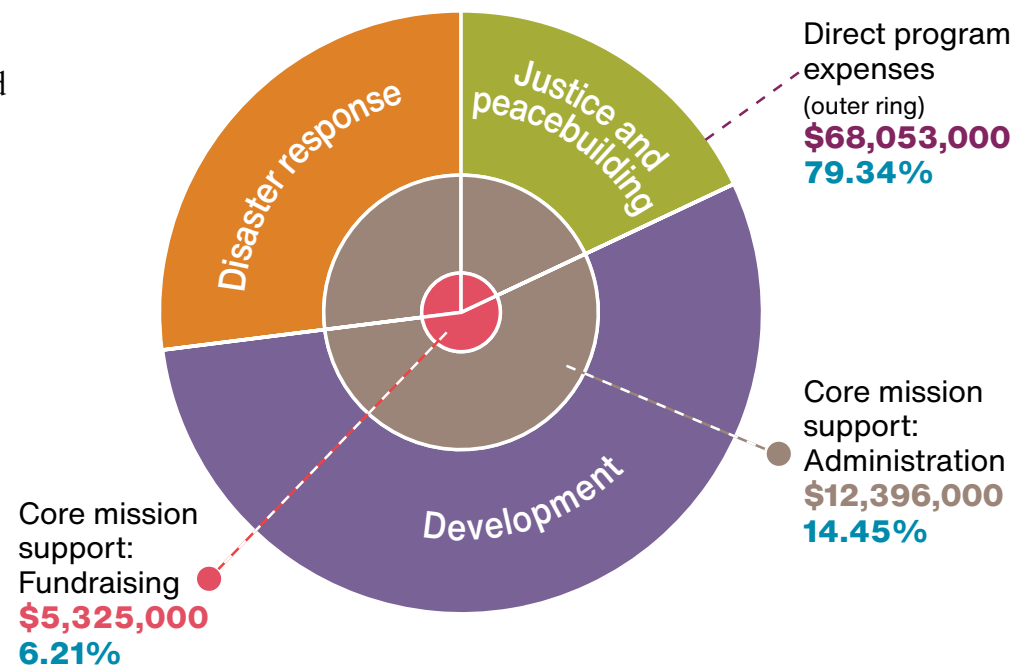 Direct program
expenses
(outer ring)
$68,053,000
79.34%
Disaster response
Justice and
peacebuilding
Development
Core mission
support:
Administration
$12,396,000
14.45%
Core mission
support:
Fundraising
$5,325,000
6.21%